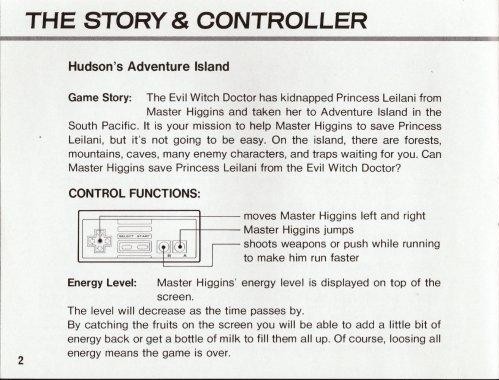 THE STORY & CONTROLLER
Hudson's Adventure Island
Game Story: The Evil Witch Doctor has kidnapped Princess Leilani from
Master Higgins and taken her to Adventure Island in the
South Pacific. It is your mission to help Master Higgins to save Princess
Leilani, but it's not going to be easy. On the island, there are forests,
mountains, caves, many enemy characters, and traps waiting for you. Can
Master Higgins save Princess Leilani from the Evil Witch Doctor?
CONTROL FUNCTIONS:
moves Master Higgins left and right
Master Higgins jumps
SELECT START
shoots weapons or push while running
B A
to make him run faster
Energy Level: Master Higgins' energy level is displayed on top of the
screen.
The level will decrease as the time passes by.
By catching the fruits on the screen you will be able to add a little bit of
energy back or get a bottle of milk to fill them all up. Of course, loosing all
energy means the game is over.
2